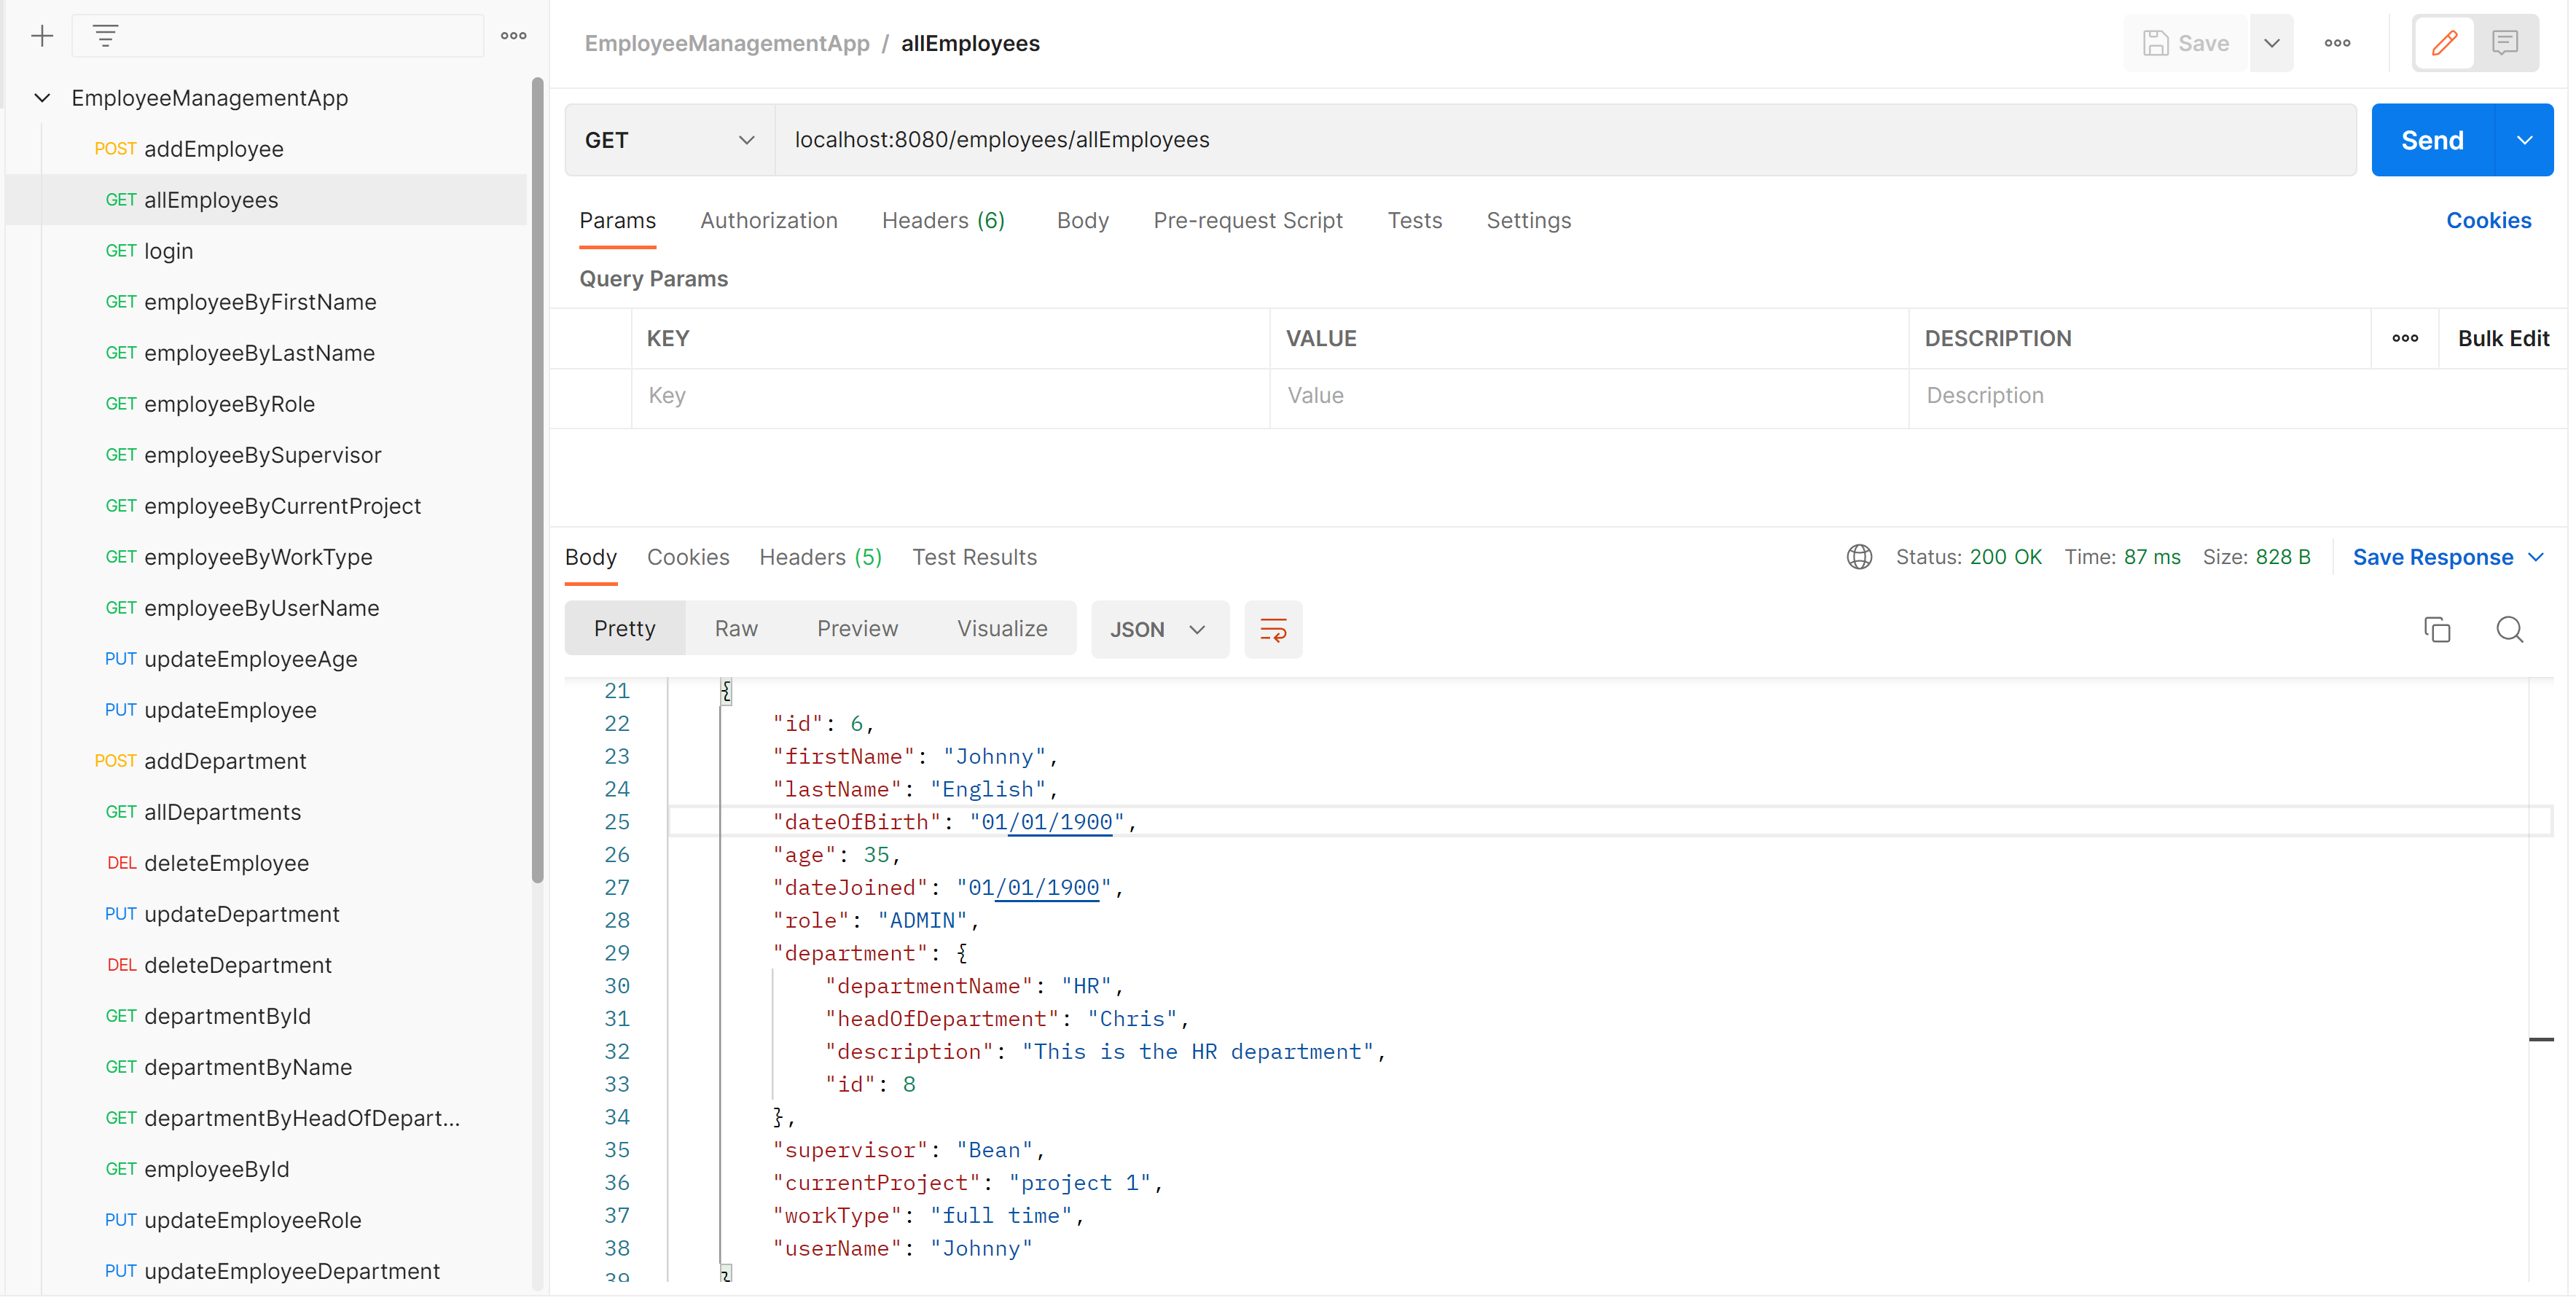 EmployeeManagementApp
POST addEmployee
GET allEmployees
GET login
GET employeeByFirstName
GET employeeByLastName
GET employeeByRole
GET employeeBySupervisor
GET employeeByCurrentProject
GET employeeByWorkType
GET employeeByUserName
PUT updateEmployeeAge
PUT updateEmployee
POST addDepartment
GET allDepartments
DEL deleteEmployee
PUT updateDepartment
DEL deleteDepartment
GET departmentById
GET departmentByName
GET departmentByHeadOfDepart...
GET employeeById
PUT updateEmployeeRole
PUT updateEmployeeDepartment
EmployeeManagementApp / allEmployees
Save
GET localhost:8080/employees/allEmployees Send
Params Authorization Headers (6) Body Pre-request Script Tests Settings Cookies
Query Params
KEY VALUE DESCRIPTION Bulk Edit
Key Value Description
Body Cookies Headers (5) Test Results Status: 200 OK Time: 87 ms Size: 828 B Save Response
Pretty Raw Preview Visualize JSON
21 {
22 "id": 6,
23 "firstName": "Johnny",
24 "lastName": "English",
25 "dateOfBirth": "01/01/1900",
26 "age": 35,
27 "dateJoined": "01/01/1900",
28 "role": "ADMIN",
29 "department": {
30 "departmentName": "HR",
31 "headOfDepartment": "Chris",
32 "description": "This is the HR department",
33 "id": 8
34 },
35 "supervisor": "Bean",
36 "currentProject": "project 1",
37 "workType": "full time",
38 "userName": "Johnny"
39 }